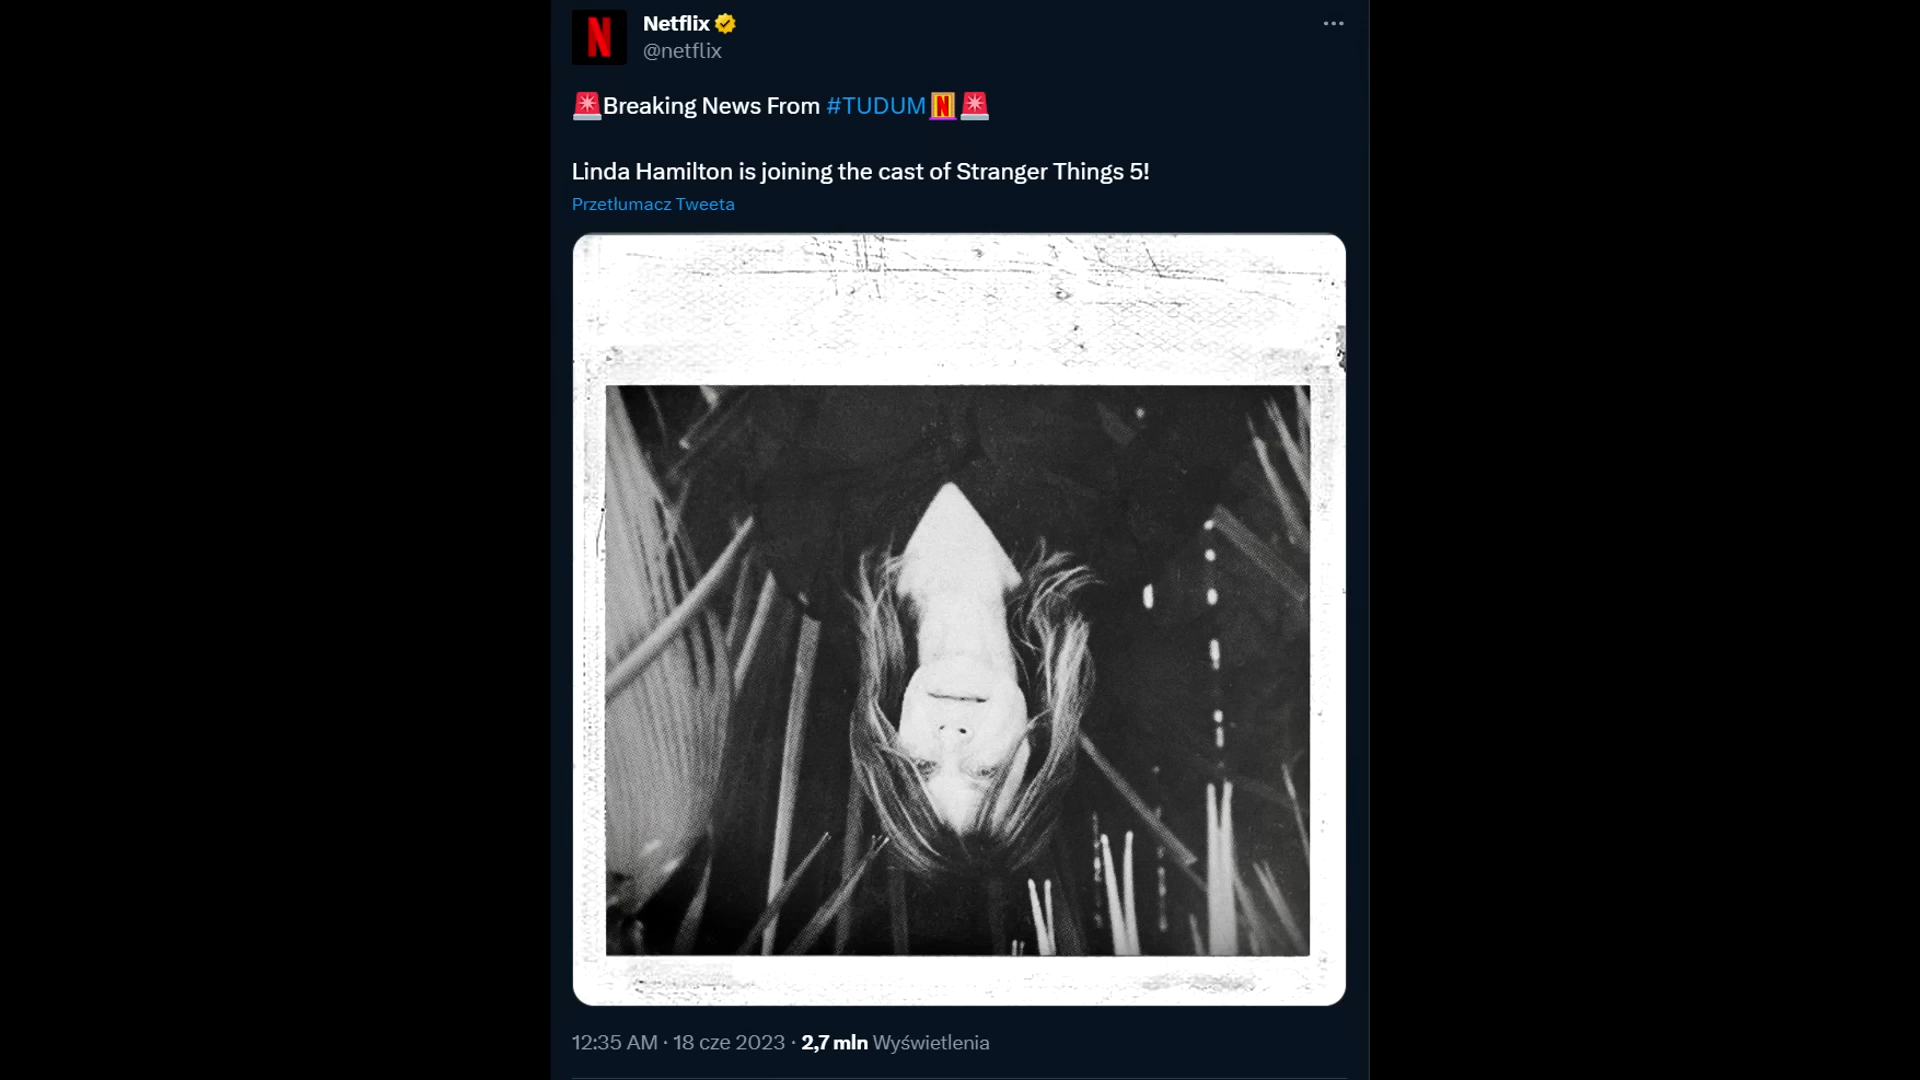 Netflix
@netflix
🚨Breaking News From #TUDUM🚨
Linda Hamilton is joining the cast of Stranger Things 5!
Przetłumacz Tweeta
12:35 AM · 18 cze 2023 · 2,7 mln Wyświetlenia